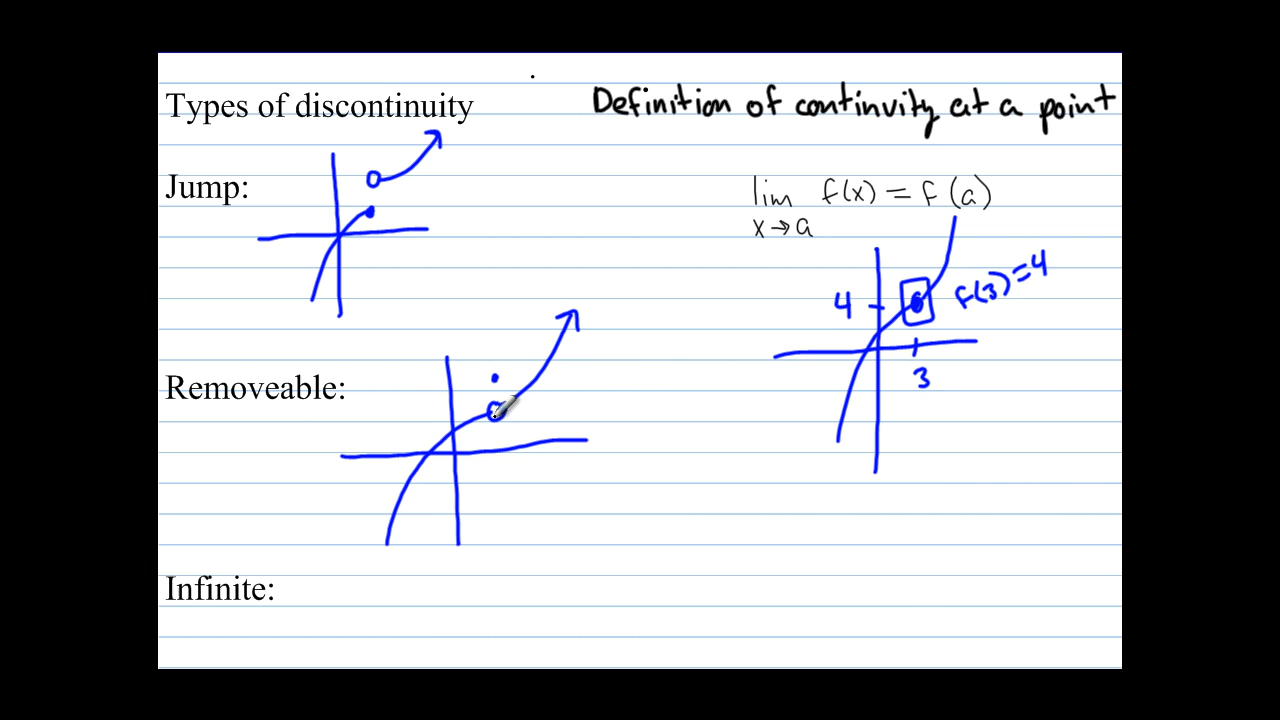 Types of discontinuity
Definition of continuity at a point
Jump:
lim f(x) = f(a)
x→a
f(3)=4
4
3
Removeable:
Infinite: